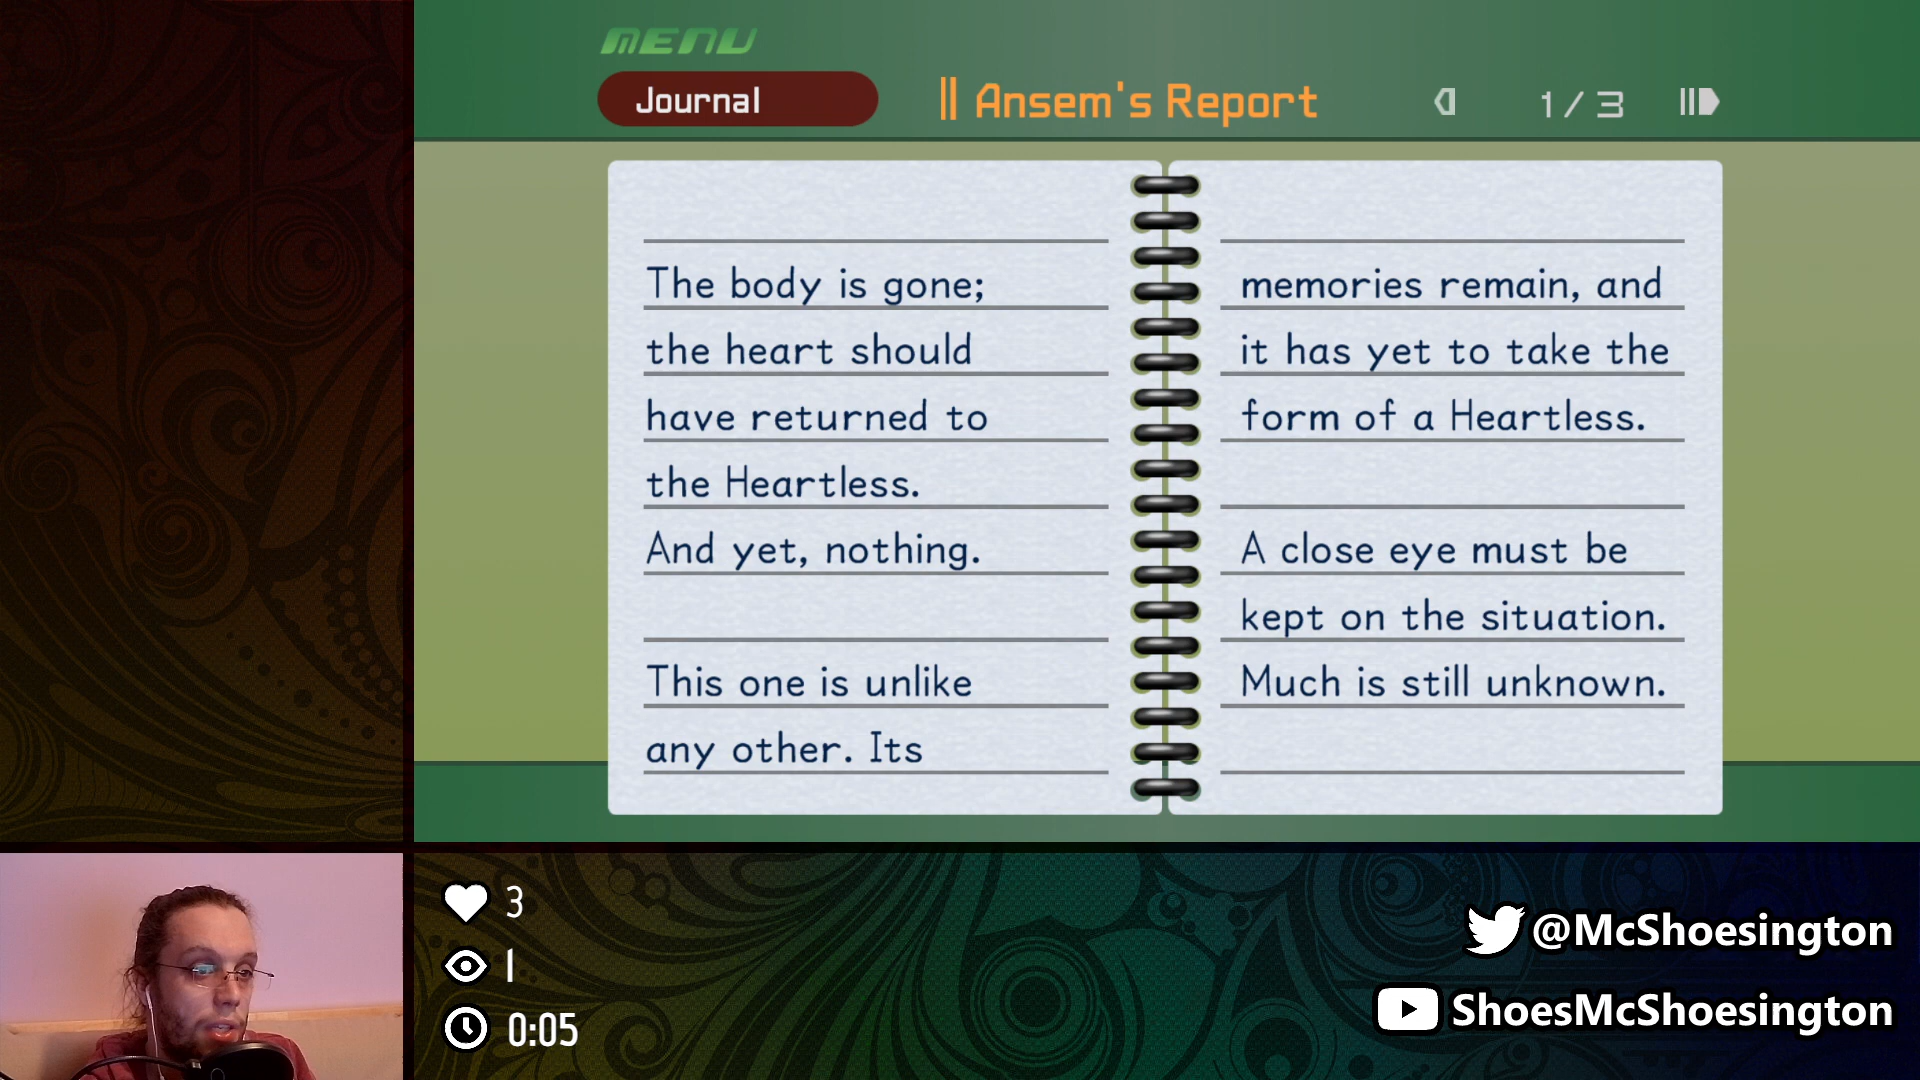 MENU
Journal
Ansem's Report
1/3
The body is gone;
the heart should
have returned to
the Heartless.
And yet, nothing.
This one is unlike
any other. Its
memories remain, and
it has yet to take the
form of a Heartless.
A close eye must be
kept on the situation.
Much is still unknown.
3
1
0:05
@McShoesington
ShoesMcShoesington